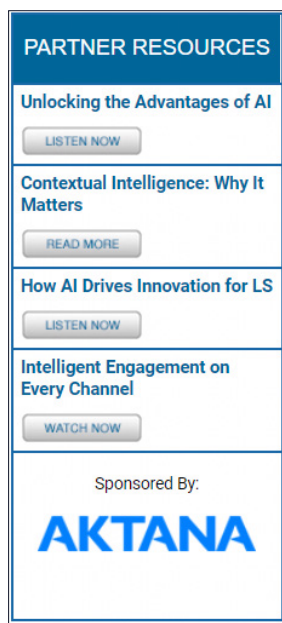 PARTNER RESOURCES
Unlocking the Advantages of AI
LISTEN NOW
Contextual Intelligence: Why It
Matters
READ MORE
How AI Drives Innovation for LS
LISTEN NOW
Intelligent Engagement on
Every Channel
WATCH NOW
Sponsored By:
AKTANA